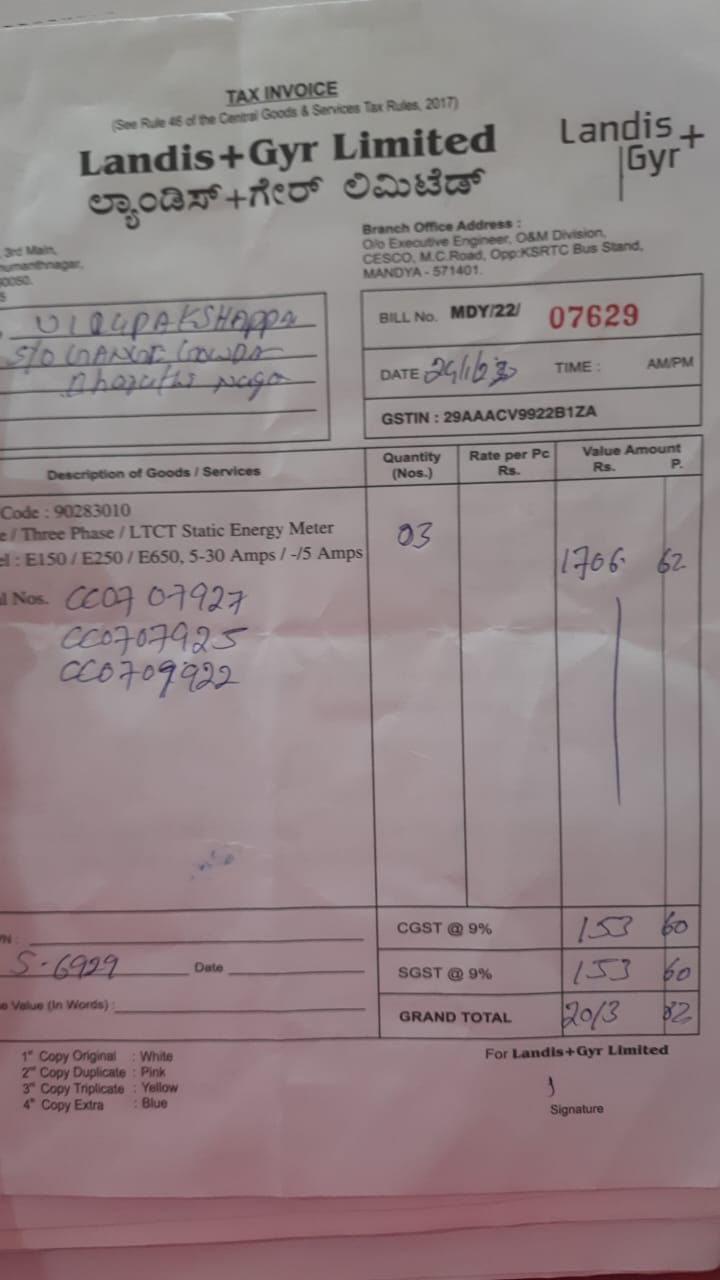 TAX INVOICE
(See Rule 46 of the Central Goods & Services Tax Rules, 2017)
Landis+Gyr Limited
ಲ್ಯಾಂಡಿಸ್+ಗೇರ್ ಲಿಮಿಟೆಡ್
Landis
Gyr+
3rd Main,
umanthnagar,
0050.
5
Branch Office Address :
O/o Executive Engineer, O&M Division,
CESCO, M.C.Road, Opp:KSRTC Bus Stand,
MANDYA - 571401.
S/O
BILL No. MDY/22/ 07629
DATE TIME : AM/PM
GSTIN : 29AAACV9922B1ZA
Description of Goods / Services Quantity (Nos.) Rate per Pc Rs. Value Amount Rs. P.
Code : 90283010
e / Three Phase / LTCT Static Energy Meter 03
el : E150 / E250 / E650, 5-30 Amps / -/5 Amps 1706. 62
l Nos. CC0707927
CC0707925
CC0709922
CGST @ 9% 153 60
S-6929 Date
SGST @ 9% 153 60
e Value (In Words) :
GRAND TOTAL 2013 82
1st Copy Original : White
2nd Copy Duplicate : Pink
3rd Copy Triplicate : Yellow
4th Copy Extra : Blue
For Landis+Gyr Limited
Signature